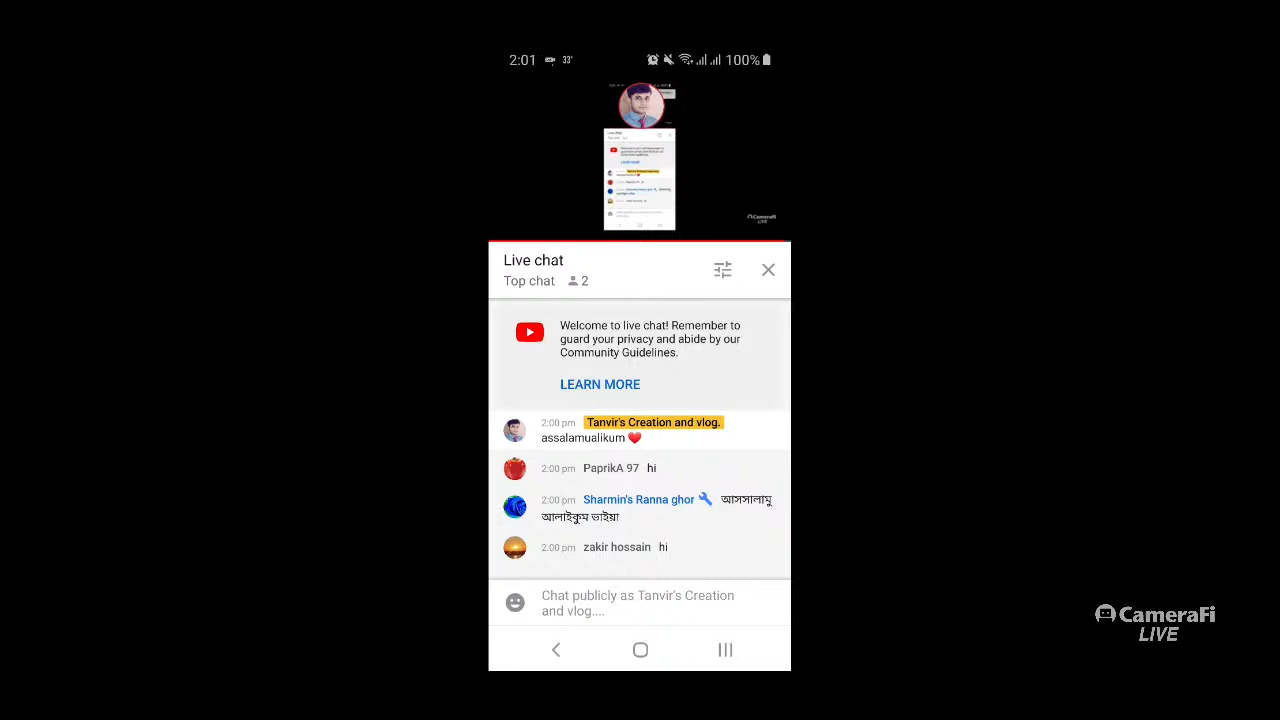 2:01 33° 100%
CameraFi
LIVE
Live chat
Top chat 2
Welcome to live chat! Remember to
guard your privacy and abide by our
Community Guidelines.
LEARN MORE
2:00 pm Tanvir's Creation and vlog.
assalamualikum ❤️
2:00 pm PaprikA 97 hi
2:00 pm Sharmin's Ranna ghor আসসালামু
আলাইকুম ভাইয়া
2:00 pm zakir hossain hi
Chat publicly as Tanvir's Creation
and vlog....
CameraFi
LIVE